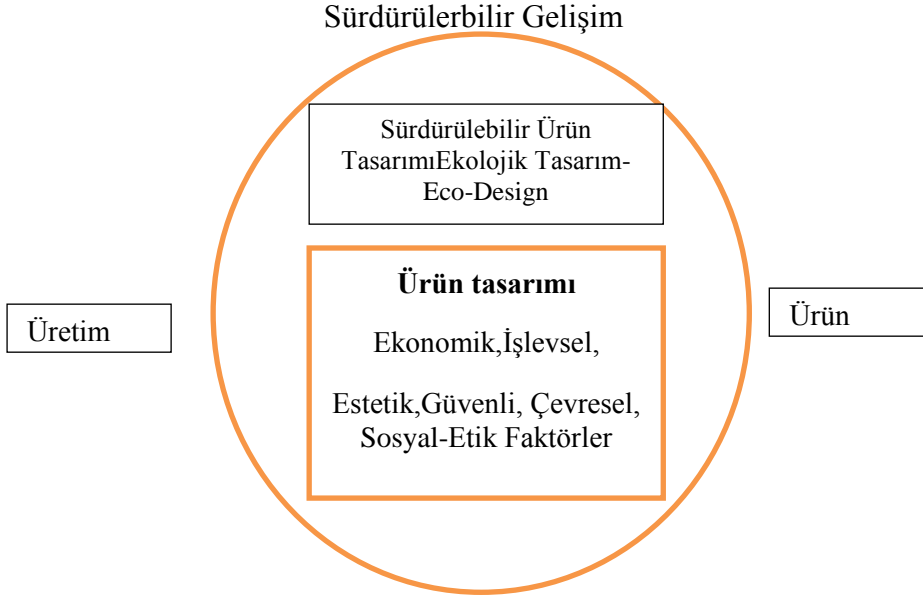 Sürdürülerbilir Gelişim
Sürdürülebilir Ürün
TasarımıEkolojik Tasarım-
Eco-Design
Ürün tasarımı
Ekonomik,İşlevsel,
Estetik,Güvenli, Çevresel,
Sosyal-Etik Faktörler
Üretim
Ürün